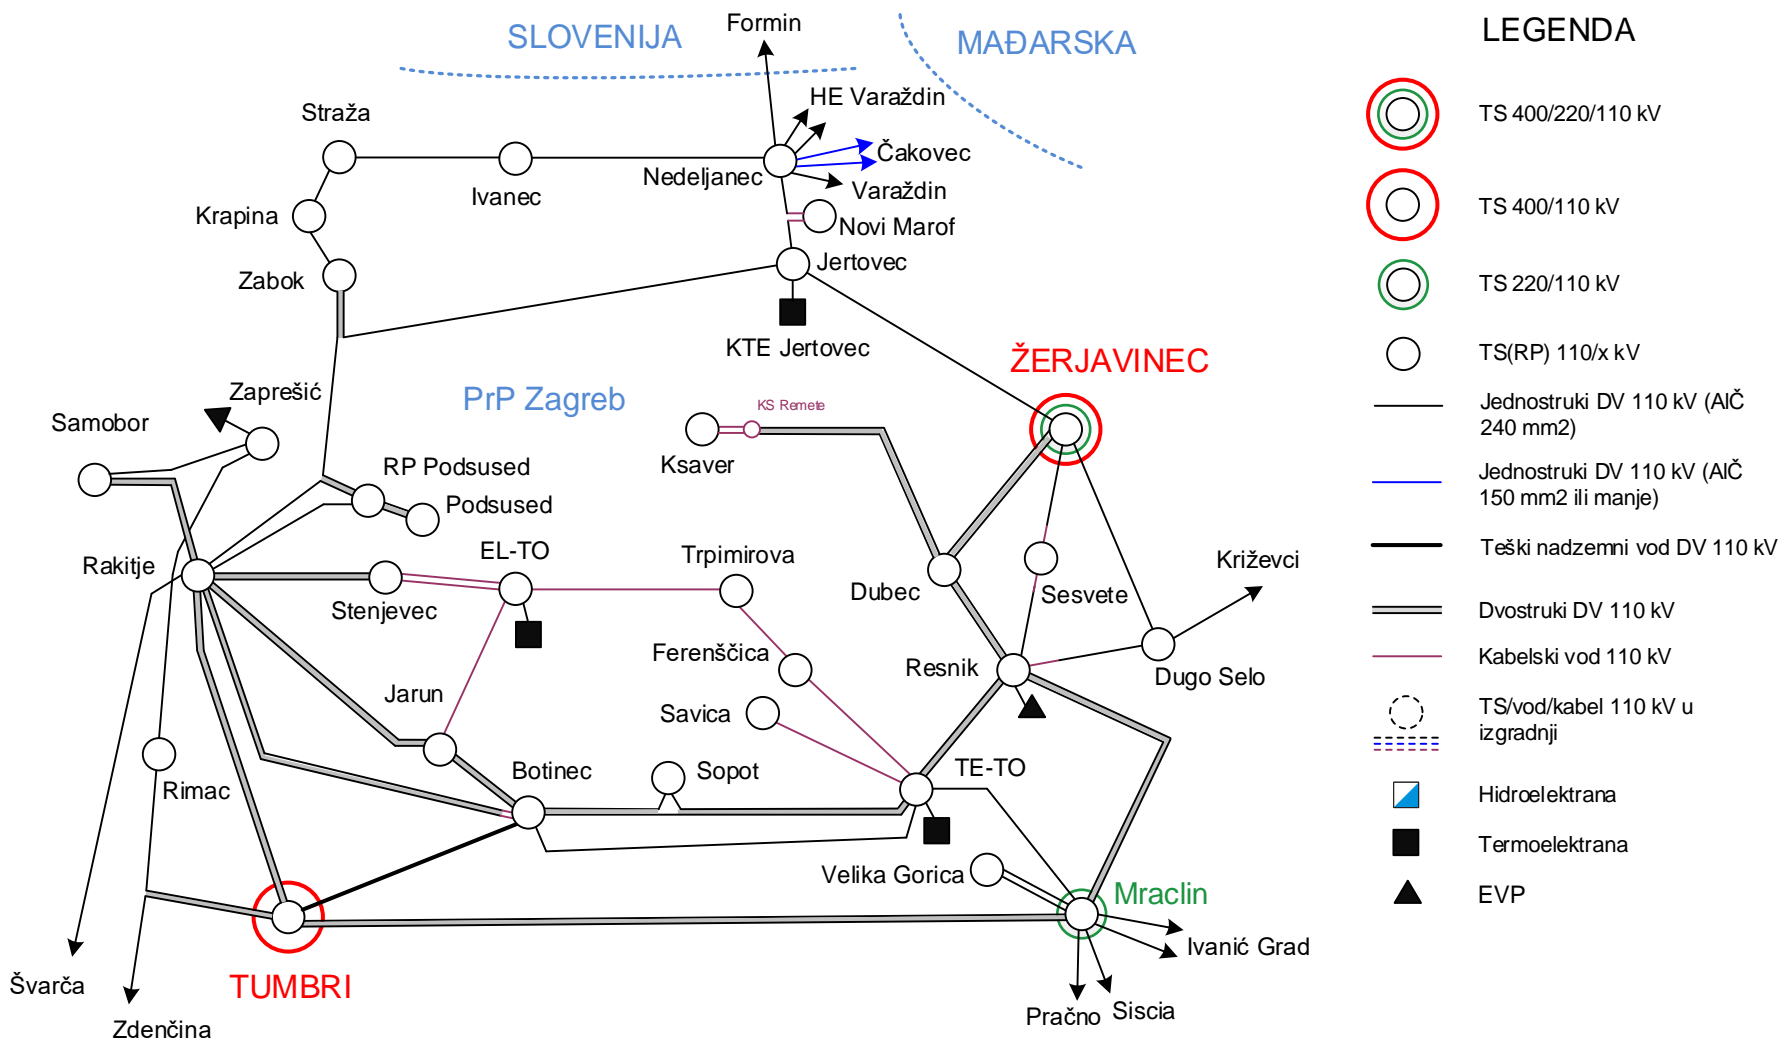 Formin
SLOVENIJA
MAĐARSKA
LEGENDA
HE Varaždin
Straža
Čakovec
Nedeljanec
Varaždin
Ivanec
Krapina
Novi Marof
Jertovec
Zabok
KTE Jertovec
ŽERJAVINEC
Zaprešić
PrP Zagreb
KS Remete
Samobor
Ksaver
RP Podsused
Podsused
EL-TO
Trpimirova
Križevci
Rakitje
Stenjevec
Dubec
Sesvete
Ferenščica
Resnik
Dugo Selo
Jarun
Savica
Botinec
Sopot
TE-TO
Rimac
Velika Gorica
Mraclin
Ivanić Grad
Švarča
TUMBRI
Siscia
Pračno
Zdenčina
TS 400/220/110 kV
TS 400/110 kV
TS 220/110 kV
TS(RP) 110/x kV
Jednostruki DV 110 kV (AlČ
240 mm2)
Jednostruki DV 110 kV (AlČ
150 mm2 ili manje)
Teški nadzemni vod DV 110 kV
Dvostruki DV 110 kV
Kabelski vod 110 kV
TS/vod/kabel 110 kV u
izgradnji
Hidroelektrana
Termoelektrana
EVP